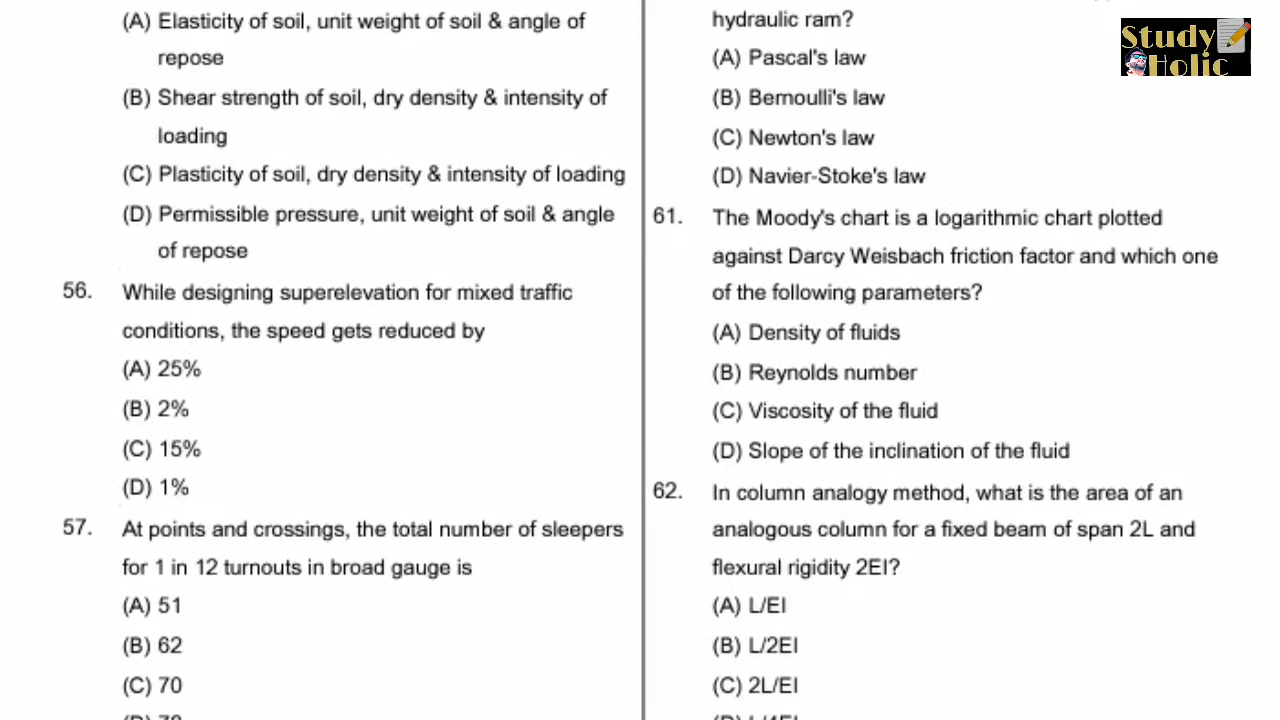 (A) Elasticity of soil, unit weight of soil & angle of
repose
(B) Shear strength of soil, dry density & intensity of
loading
(C) Plasticity of soil, dry density & intensity of loading
(D) Permissible pressure, unit weight of soil & angle
of repose
56. While designing superelevation for mixed traffic
conditions, the speed gets reduced by
(A) 25%
(B) 2%
(C) 15%
(D) 1%
57. At points and crossings, the total number of sleepers
for 1 in 12 turnouts in broad gauge is
(A) 51
(B) 62
(C) 70
hydraulic ram?
(A) Pascal's law
(B) Bernoulli's law
(C) Newton's law
(D) Navier-Stoke's law
61. The Moody's chart is a logarithmic chart plotted
against Darcy Weisbach friction factor and which one
of the following parameters?
(A) Density of fluids
(B) Reynolds number
(C) Viscosity of the fluid
(D) Slope of the inclination of the fluid
62. In column analogy method, what is the area of an
analogous column for a fixed beam of span 2L and
flexural rigidity 2EI?
(A) L/EI
(B) L/2EI
(C) 2L/EI
Study
Holic